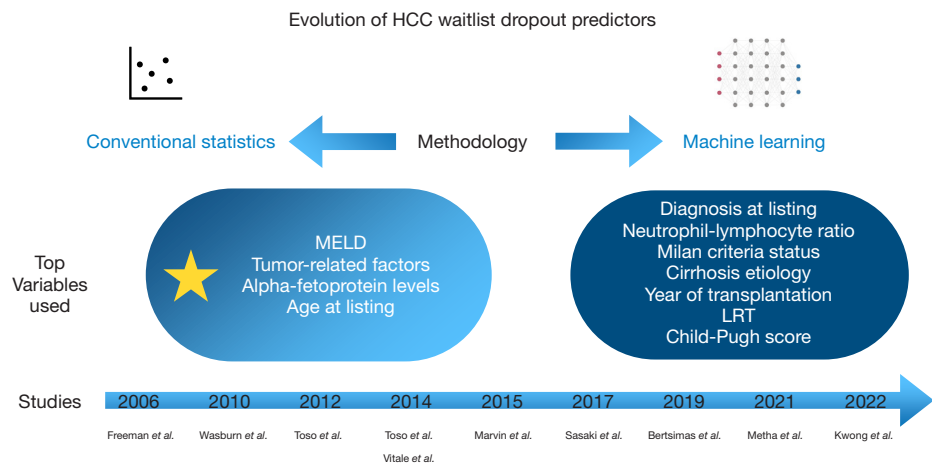 Evolution of HCC waitlist dropout predictors
Conventional statistics
Methodology
Machine learning
Top
Variables
used
MELD
Tumor-related factors
Alpha-fetoprotein levels
Age at listing
Diagnosis at listing
Neutrophil-lymphocyte ratio
Milan criteria status
Cirrhosis etiology
Year of transplantation
LRT
Child-Pugh score
Studies
2006 2010 2012 2014 2015 2017 2019 2021 2022
Freeman et al. Wasburn et al. Toso et al. Toso et al. Marvin et al. Sasaki et al. Bertsimas et al. Metha et al. Kwong et al.
Vitale et al.